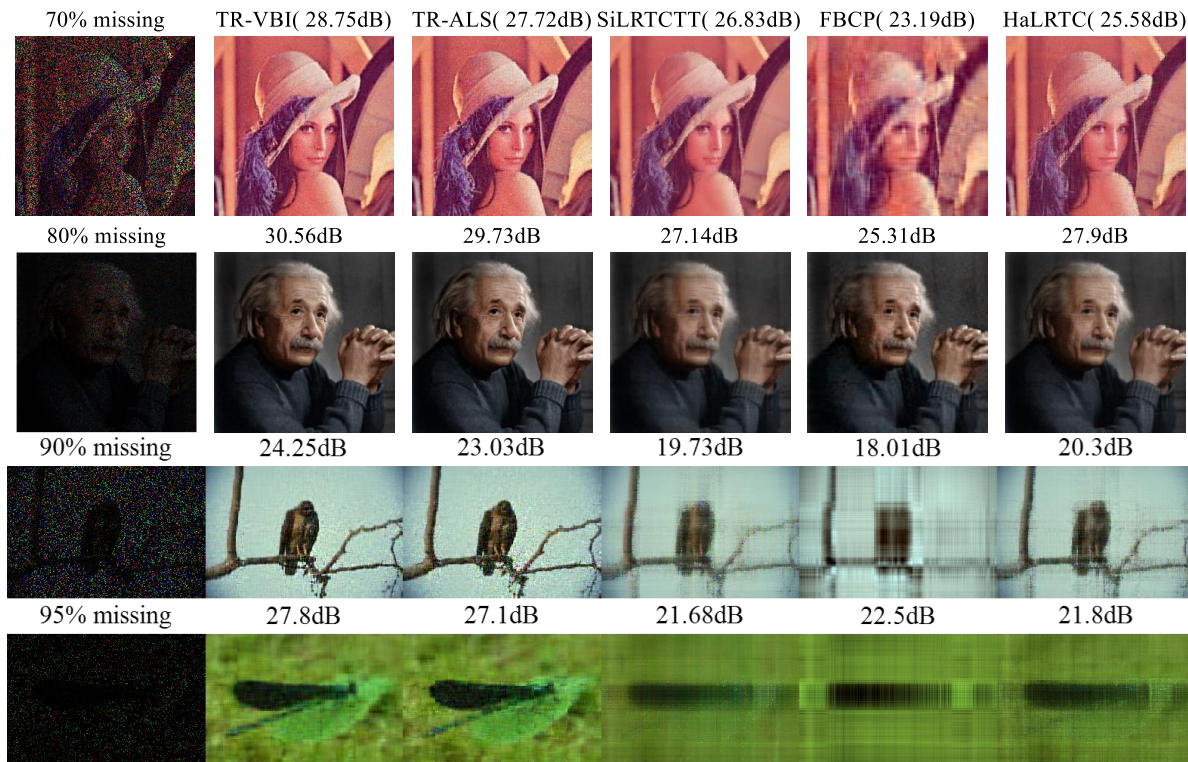 70% missing TR-VBI( 28.75dB) TR-ALS( 27.72dB) SiLRTCTT( 26.83dB) FBCP( 23.19dB) HaLRTC( 25.58dB)
80% missing 30.56dB 29.73dB 27.14dB 25.31dB 27.9dB
90% missing 24.25dB 23.03dB 19.73dB 18.01dB 20.3dB
95% missing 27.8dB 27.1dB 21.68dB 22.5dB 21.8dB